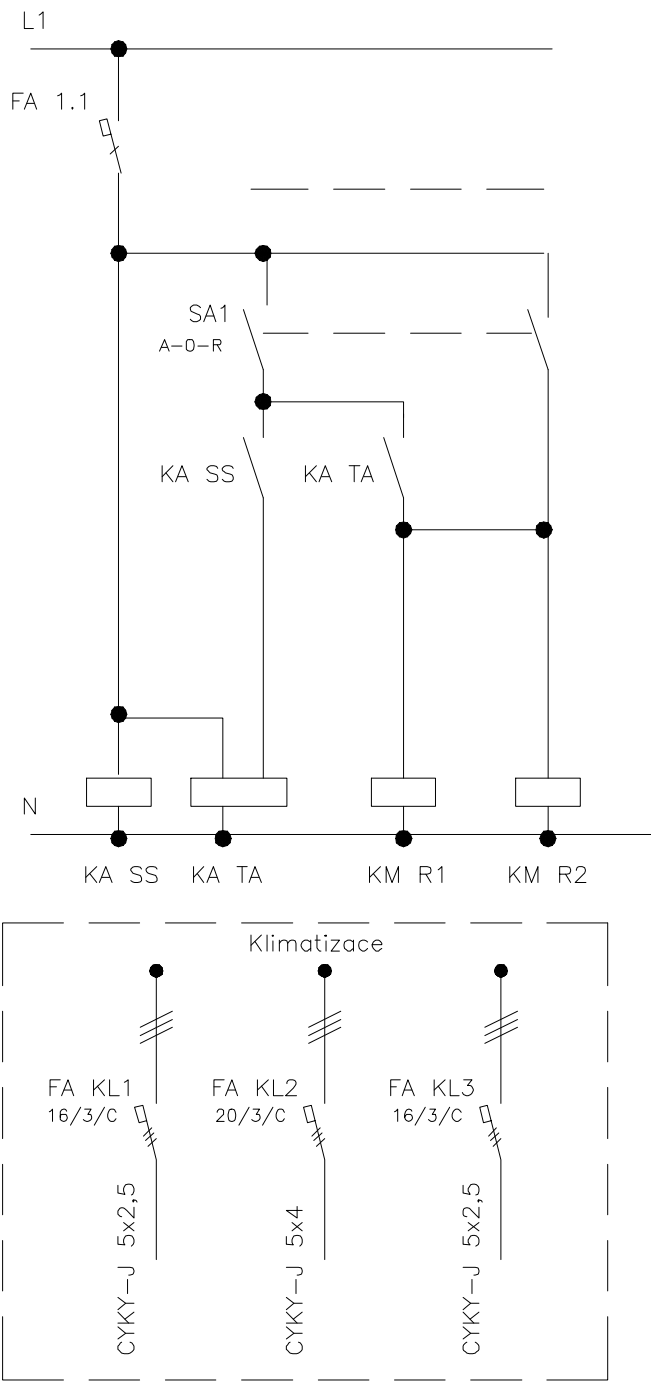 L1
FA 1.1
SA1
A-0-R
KA SS
KA TA
N
KA SS
KA TA
KM R1
KM R2
Klimatizace
FA KL1
16/3/C
CYKY-J 5x2,5
FA KL2
20/3/C
CYKY-J 5x4
FA KL3
16/3/C
CYKY-J 5x2,5